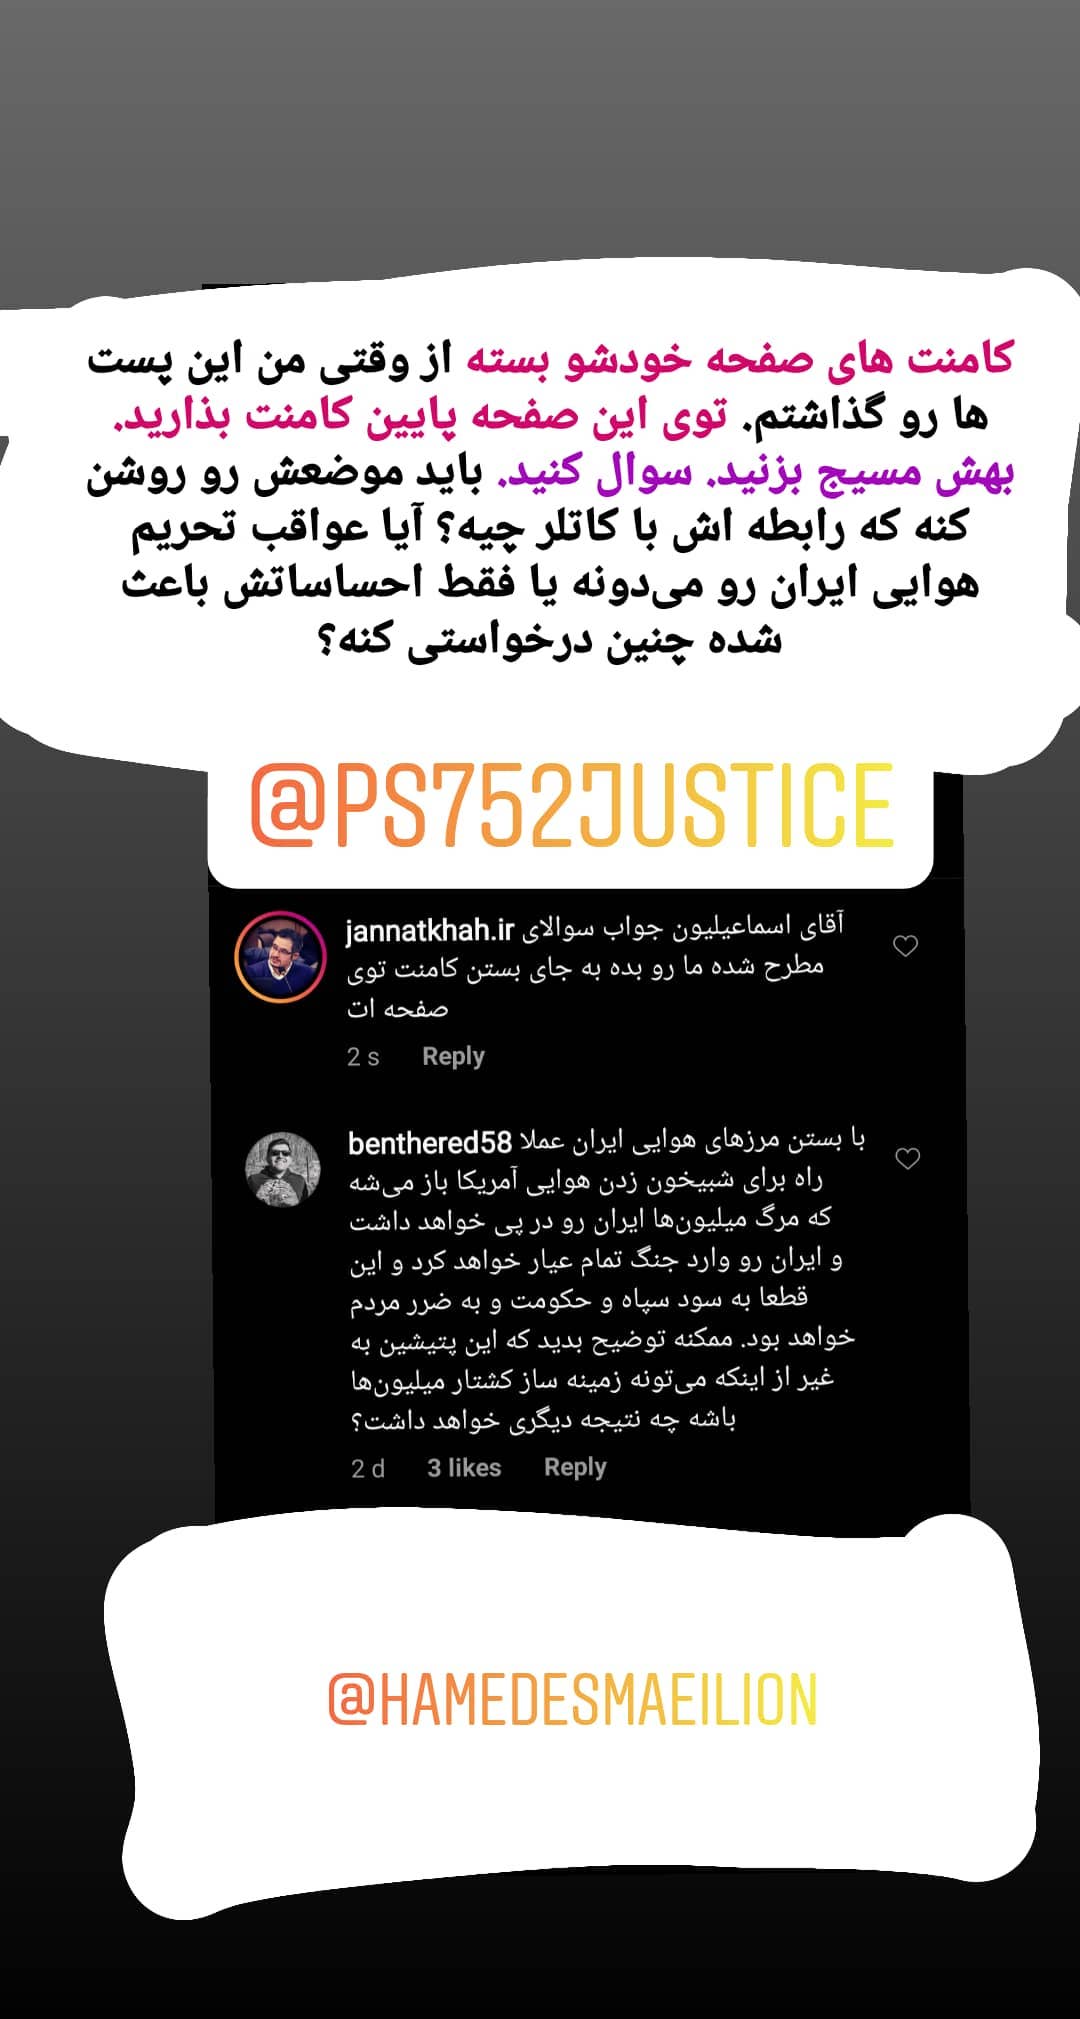 کامنت های صفحه خودشو بسته از وقتی من این پست
ها رو گذاشتم. توی این صفحه پایین کامنت بذارید.
بهش مسیج بزنید. سوال کنید. باید موضعش رو روشن
کنه که رابطه اش با کاتلر چیه؟ آیا عواقب تحریم
هوایی ایران رو می‌دونه یا فقط احساساتش باعث
شده چنین درخواستی کنه؟
@PS752JUSTICE
jannatkhah.ir آقای اسماعیلیون جواب سوالای
مطرح شده ما رو بده به جای بستن کامنت توی
صفحه ات
2 s Reply
benthered58 با بستن مرزهای هوایی ایران عملا
راه برای شبیخون زدن هوایی آمریکا باز می‌شه
که مرگ میلیون‌ها ایران رو در پی خواهد داشت
و ایران رو وارد جنگ تمام عیار خواهد کرد و این
قطعا به سود سپاه و حکومت و به ضرر مردم
خواهد بود. ممکنه توضیح بدید که این پتیشین به
غیر از اینکه می‌تونه زمینه ساز کشتار میلیون‌ها
باشه چه نتیجه دیگری خواهد داشت؟
2 d 3 likes Reply
@HAMEDESMAEILION